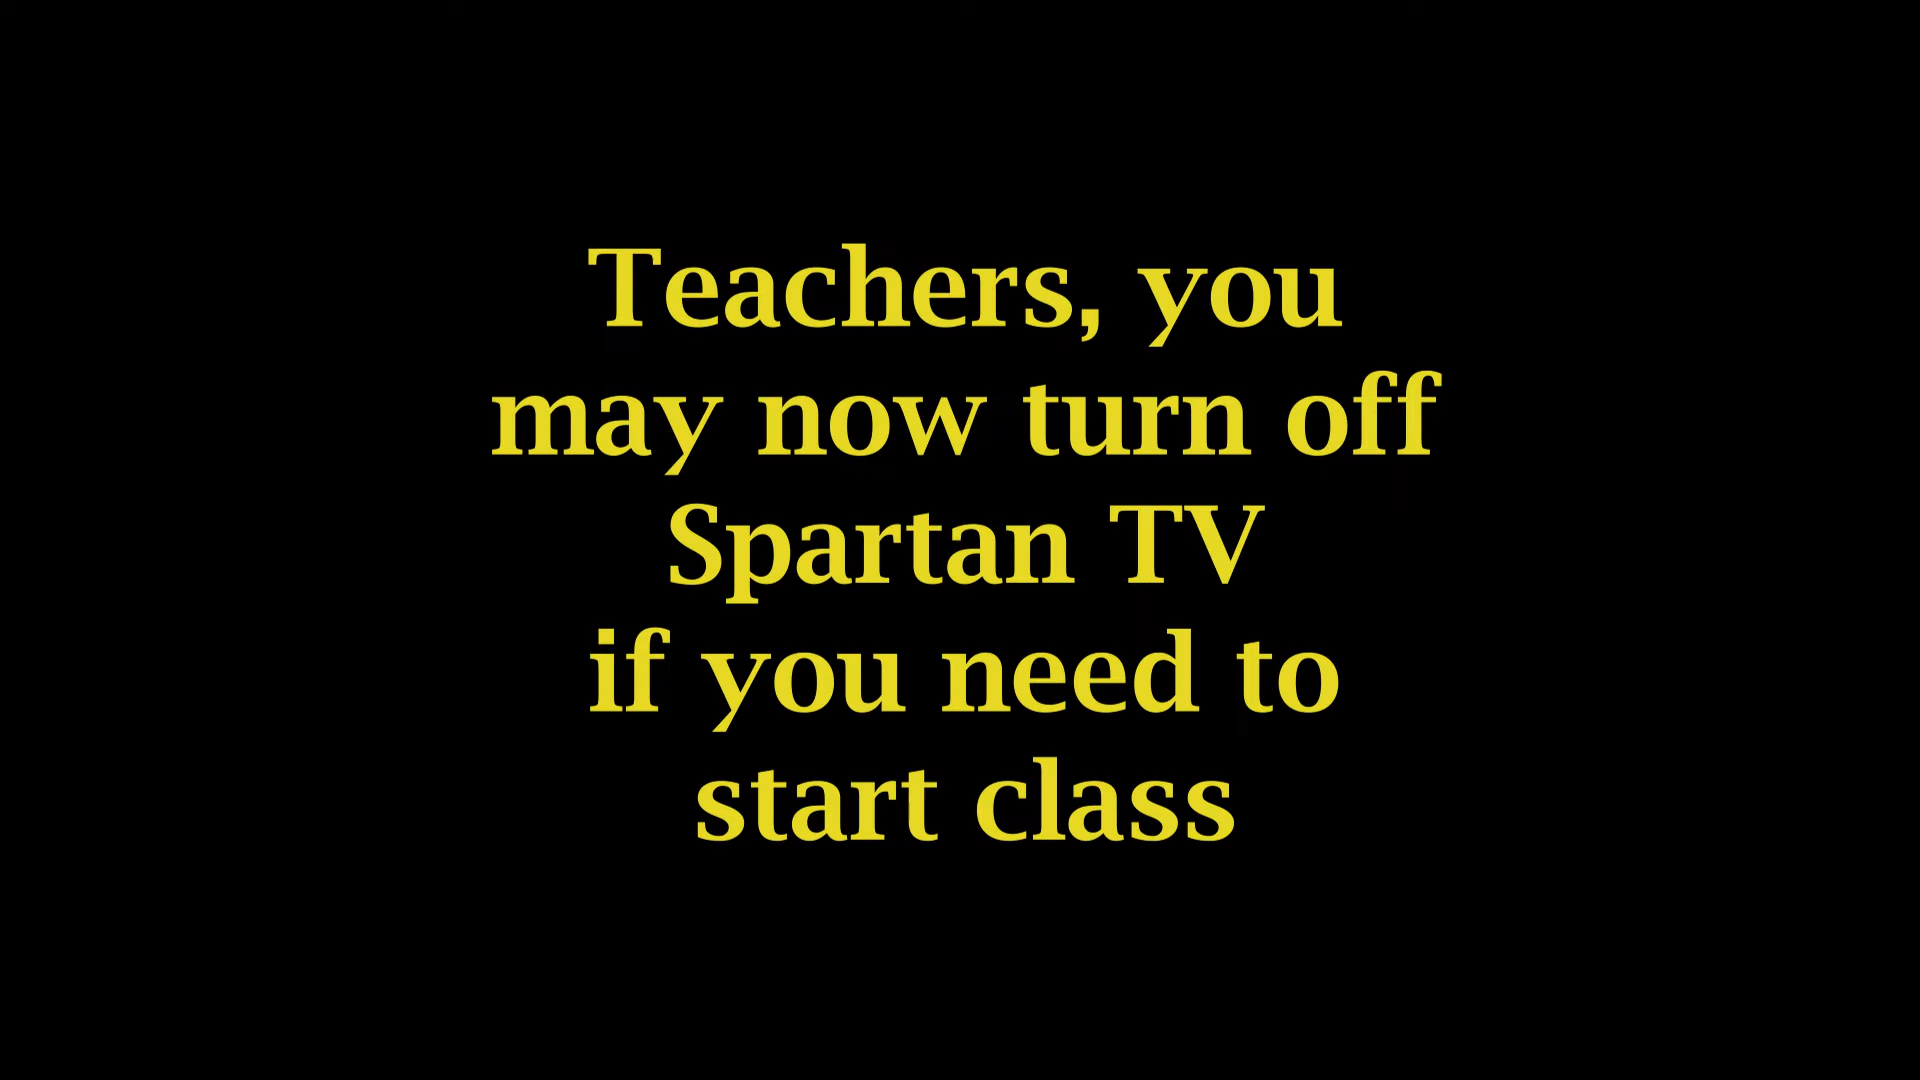 Teachers, you
may now turn off
Spartan TV
if you need to
start class